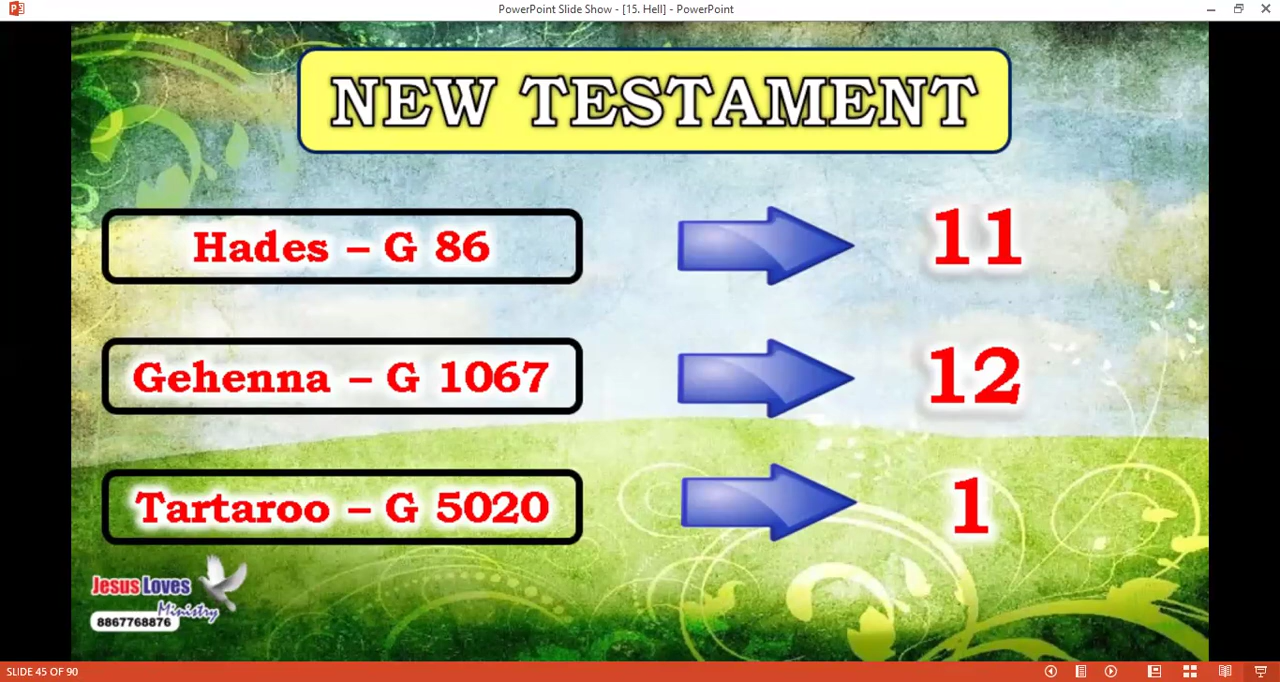 PowerPoint Slide Show - [15. Hell] - PowerPoint
NEW TESTAMENT
Hades – G 86
11
Gehenna – G 1067
12
Tartaroo – G 5020
1
Jesus Loves
Ministry
8867768876
SLIDE 45 OF 90